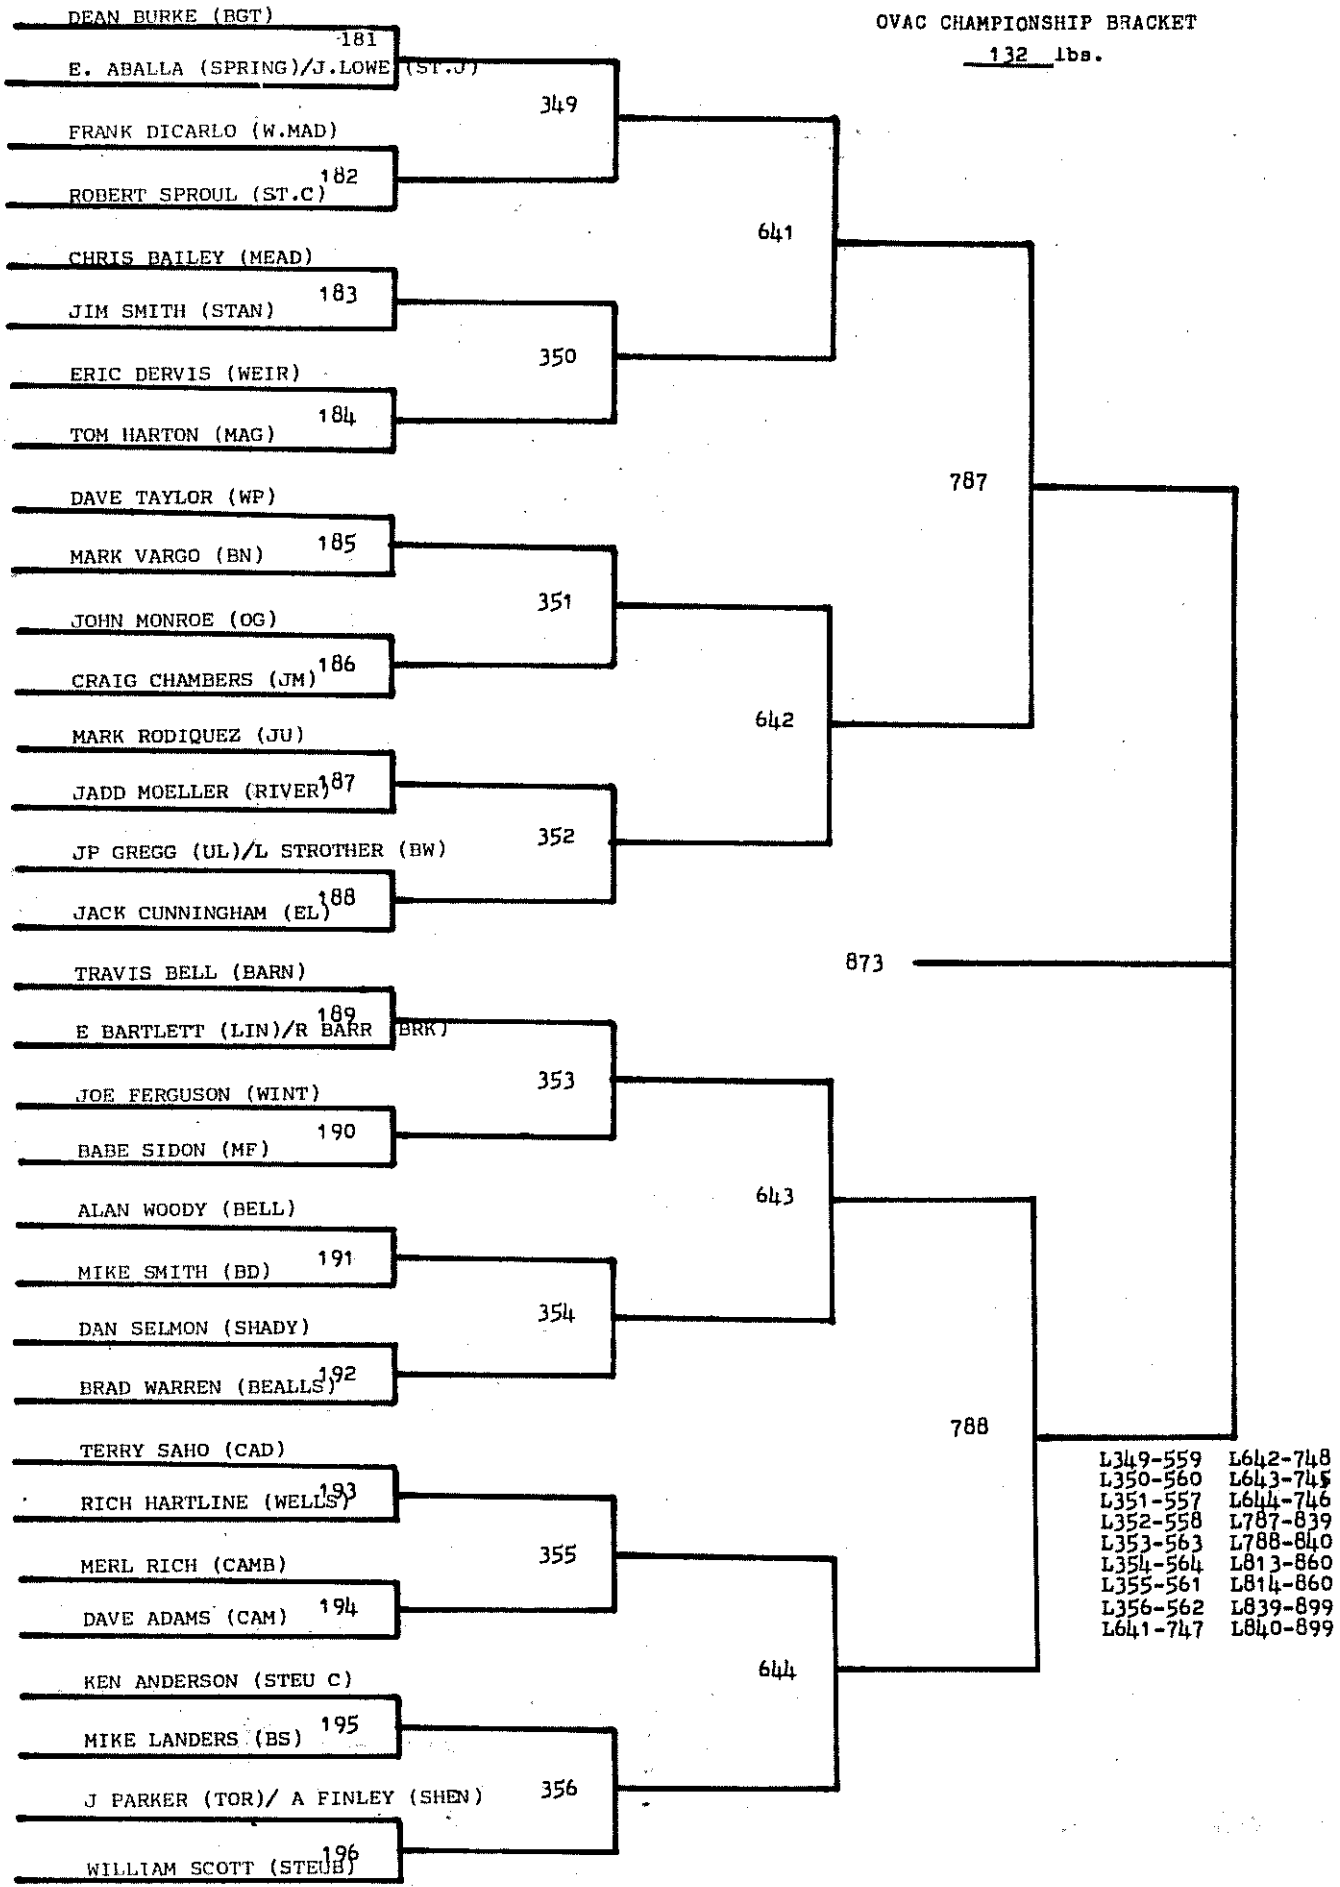 OVAC CHAMPIONSHIP BRACKET
132 lbs.
DEAN BURKE (BGT)
181
E. ABALLA (SPRING)/J.LOWE (ST.J)
349
FRANK DICARLO (W.MAD)
182
ROBERT SPROUL (ST.C)
641
CHRIS BAILEY (MEAD)
183
JIM SMITH (STAN)
350
ERIC DERVIS (WEIR)
184
TOM HARTON (MAG)
787
DAVE TAYLOR (WP)
185
MARK VARGO (BN)
351
JOHN MONROE (OG)
186
CRAIG CHAMBERS (JM)
642
MARK RODIQUEZ (JU)
187
JADD MOELLER (RIVER)
352
JP GREGG (UL)/L STROTHER (BW)
188
JACK CUNNINGHAM (EL)
873
TRAVIS BELL (BARN)
189
E BARTLETT (LIN)/R BARR (BRK)
353
JOE FERGUSON (WINT)
190
BABE SIDON (MF)
643
ALAN WOODY (BELL)
191
MIKE SMITH (BD)
354
DAN SELMON (SHADY)
192
BRAD WARREN (BEALLS)
788
TERRY SAHO (CAD)
193
RICH HARTLINE (WELLS)
355
MERL RICH (CAMB)
194
DAVE ADAMS (CAM)
644
KEN ANDERSON (STEU C)
195
MIKE LANDERS (BS)
356
J PARKER (TOR)/ A FINLEY (SHEN)
196
WILLIAM SCOTT (STEUB)
L349-559 L642-748
L350-560 L643-745
L351-557 L644-746
L352-558 L787-839
L353-563 L788-840
L354-564 L813-860
L355-561 L814-860
L356-562 L839-899
L641-747 L840-899